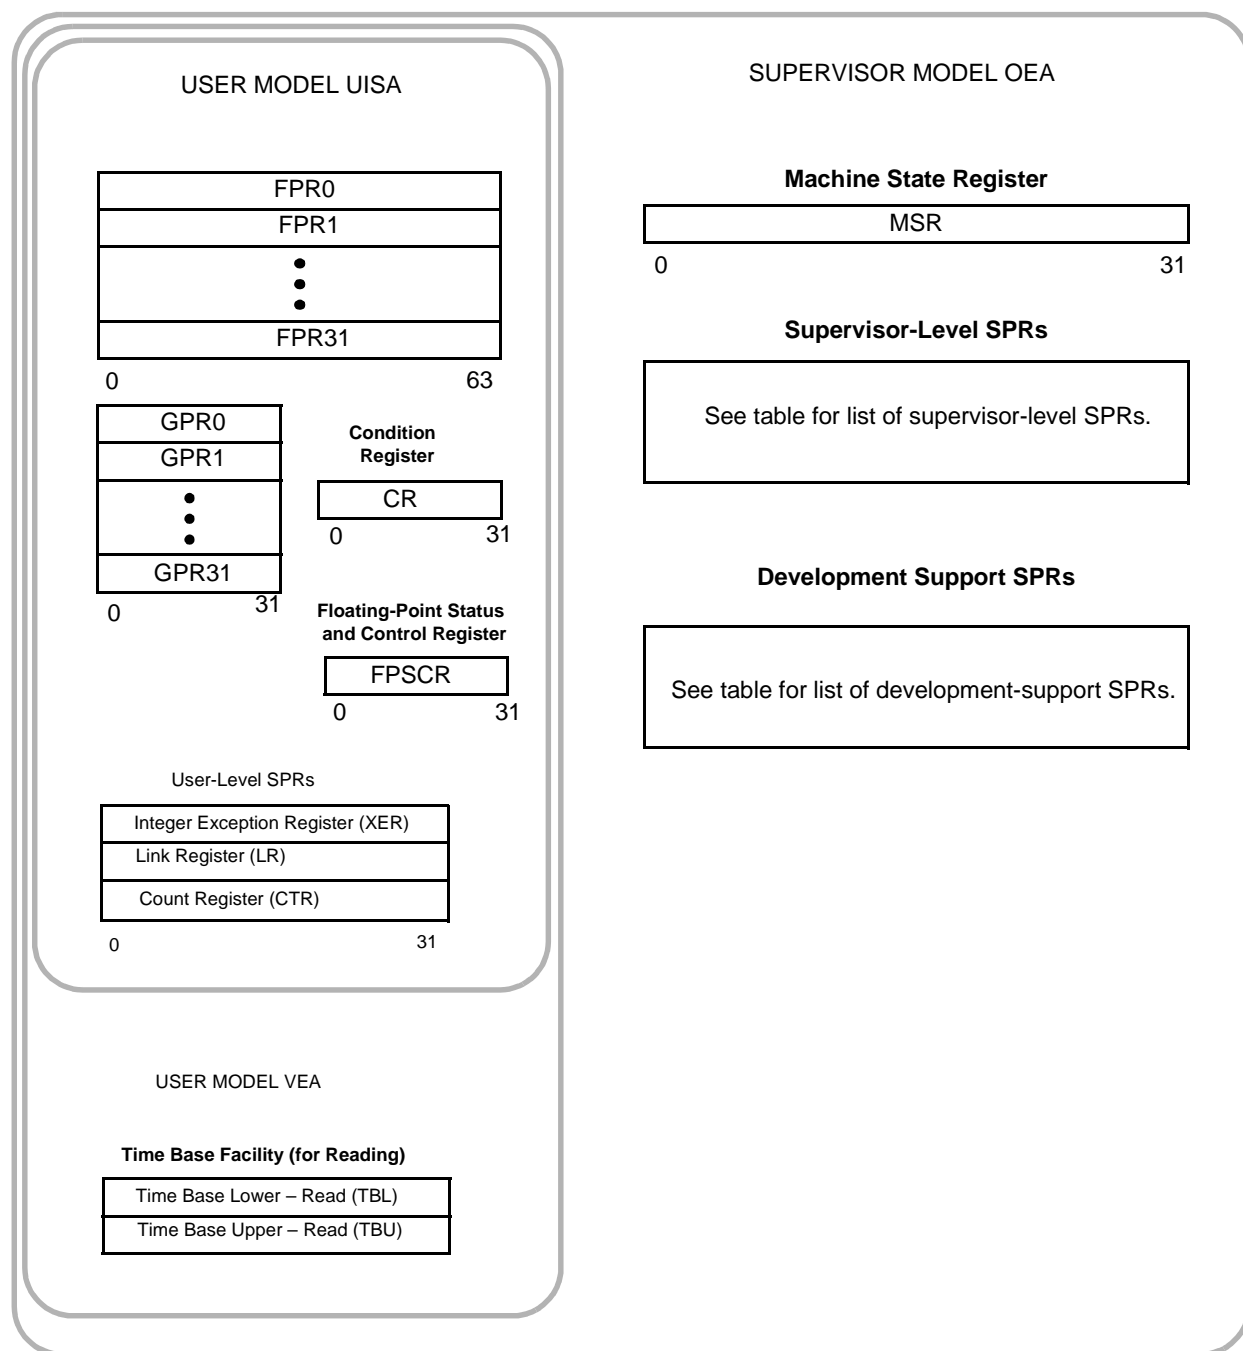 USER MODEL UISA
FPR0
FPR1
FPR31
0 63
GPR0
GPR1
GPR31
0 31
Condition
Register
CR
0 31
Floating-Point Status
and Control Register
FPSCR
0 31
User-Level SPRs
Integer Exception Register (XER)
Link Register (LR)
Count Register (CTR)
0 31
USER MODEL VEA
Time Base Facility (for Reading)
Time Base Lower – Read (TBL)
Time Base Upper – Read (TBU)
SUPERVISOR MODEL OEA
Machine State Register
MSR
0 31
Supervisor-Level SPRs
See table for list of supervisor-level SPRs.
Development Support SPRs
See table for list of development-support SPRs.